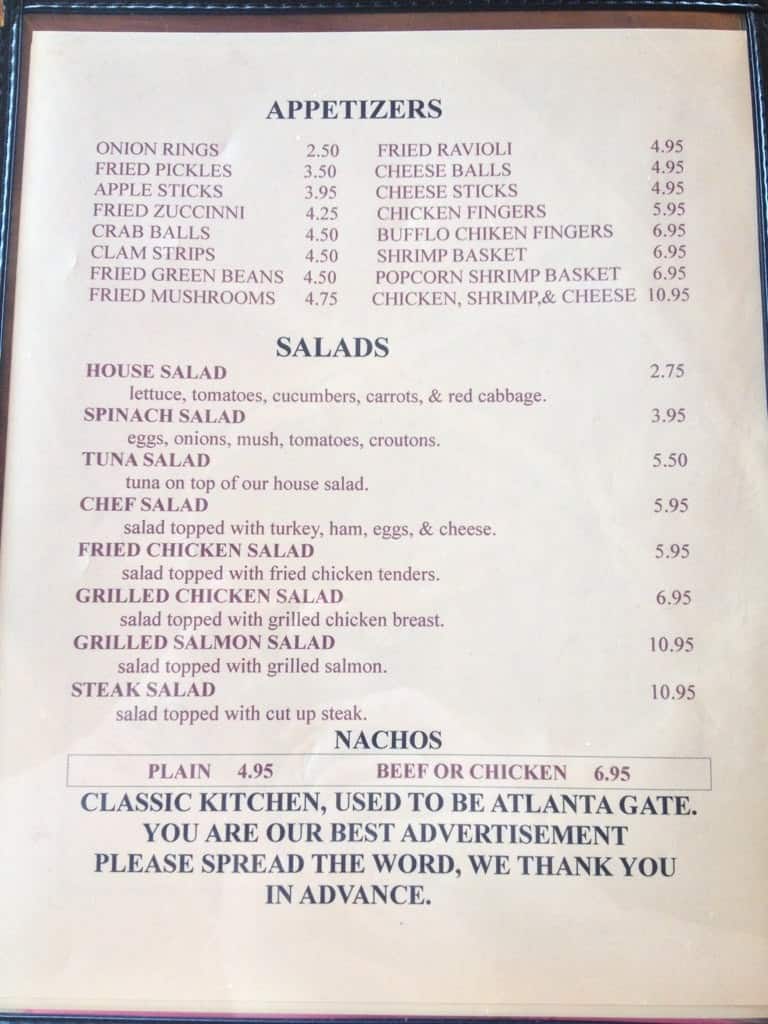 APPETIZERS
ONION RINGS 2.50 FRIED RAVIOLI 4.95
FRIED PICKLES 3.50 CHEESE BALLS 4.95
APPLE STICKS 3.95 CHEESE STICKS 4.95
FRIED ZUCCINNI 4.25 CHICKEN FINGERS 5.95
CRAB BALLS 4.50 BUFFLO CHIKEN FINGERS 6.95
CLAM STRIPS 4.50 SHRIMP BASKET 6.95
FRIED GREEN BEANS 4.50 POPCORN SHRIMP BASKET 6.95
FRIED MUSHROOMS 4.75 CHICKEN, SHRIMP,& CHEESE 10.95
SALADS
HOUSE SALAD 2.75
lettuce, tomatoes, cucumbers, carrots, & red cabbage.
SPINACH SALAD 3.95
eggs, onions, mush, tomatoes, croutons.
TUNA SALAD 5.50
tuna on top of our house salad.
CHEF SALAD 5.95
salad topped with turkey, ham, eggs, & cheese.
FRIED CHICKEN SALAD 5.95
salad topped with fried chicken tenders.
GRILLED CHICKEN SALAD 6.95
salad topped with grilled chicken breast.
GRILLED SALMON SALAD 10.95
salad topped with grilled salmon.
STEAK SALAD 10.95
salad topped with cut up steak.
NACHOS
PLAIN 4.95 BEEF OR CHICKEN 6.95
CLASSIC KITCHEN, USED TO BE ATLANTA GATE.
YOU ARE OUR BEST ADVERTISEMENT
PLEASE SPREAD THE WORD, WE THANK YOU
IN ADVANCE.